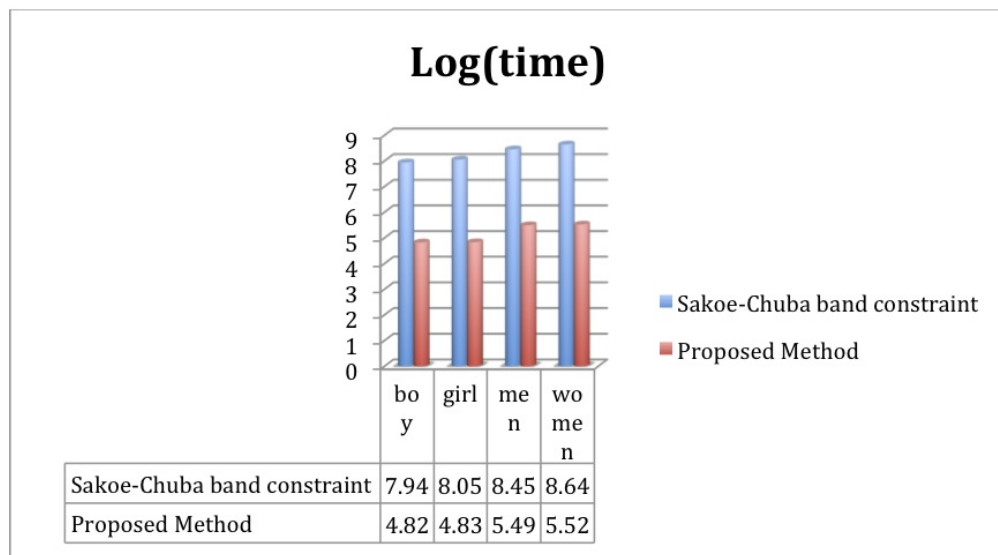 Log(time)
9
8
7
6
5
4
3
2
1
0
Sakoe-Chuba band constraint
Proposed Method
bo
y
girl
me
n
wo
me
n
Sakoe-Chuba band constraint 7.94 8.05 8.45 8.64
Proposed Method 4.82 4.83 5.49 5.52